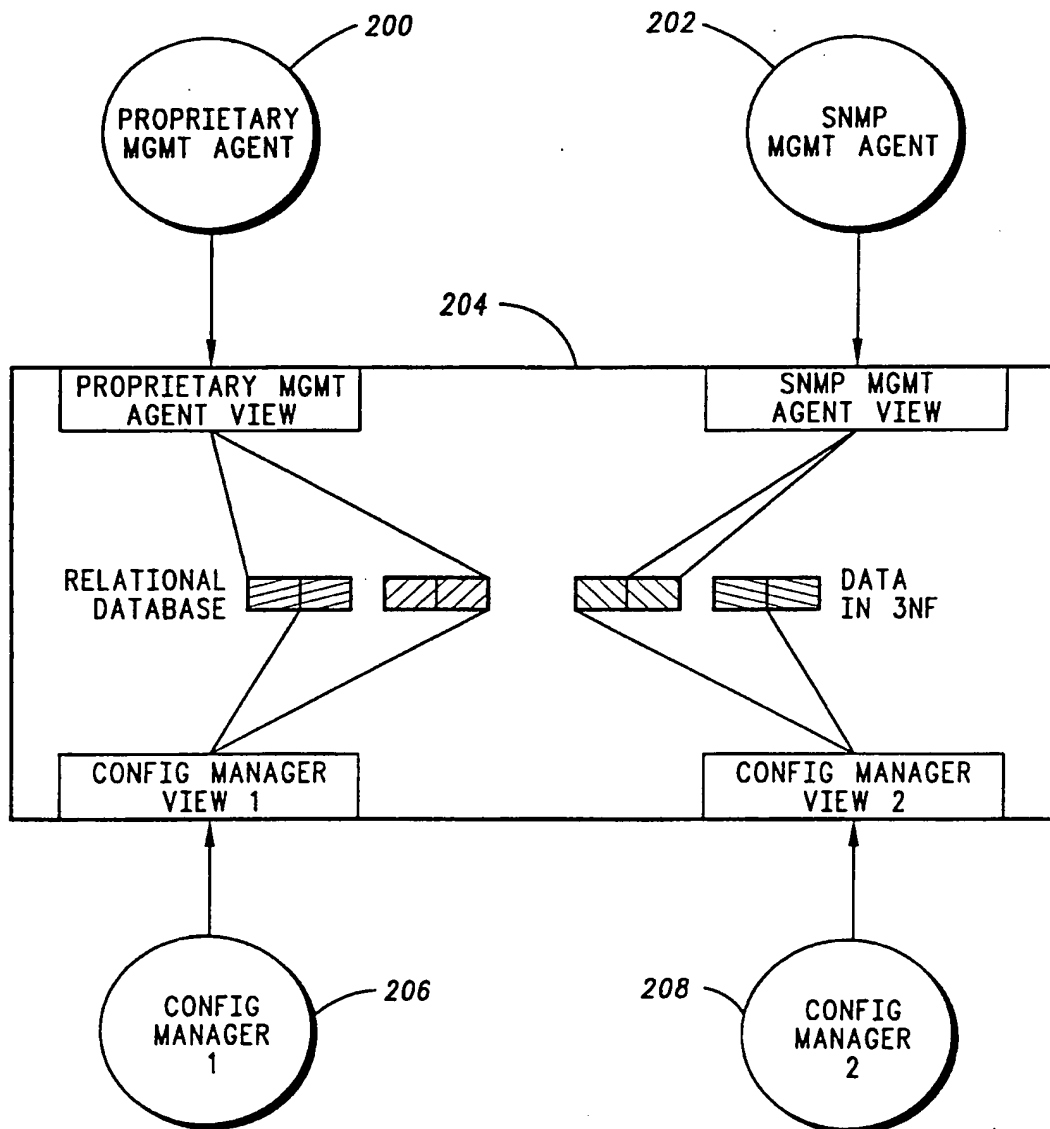 200
202
PROPRIETARY
MGMT AGENT
SNMP
MGMT AGENT
204
PROPRIETARY MGMT
AGENT VIEW
SNMP MGMT
AGENT VIEW
RELATIONAL
DATABASE
DATA
IN 3NF
CONFIG MANAGER
VIEW 1
CONFIG MANAGER
VIEW 2
206
208
CONFIG
MANAGER
1
CONFIG
MANAGER
2